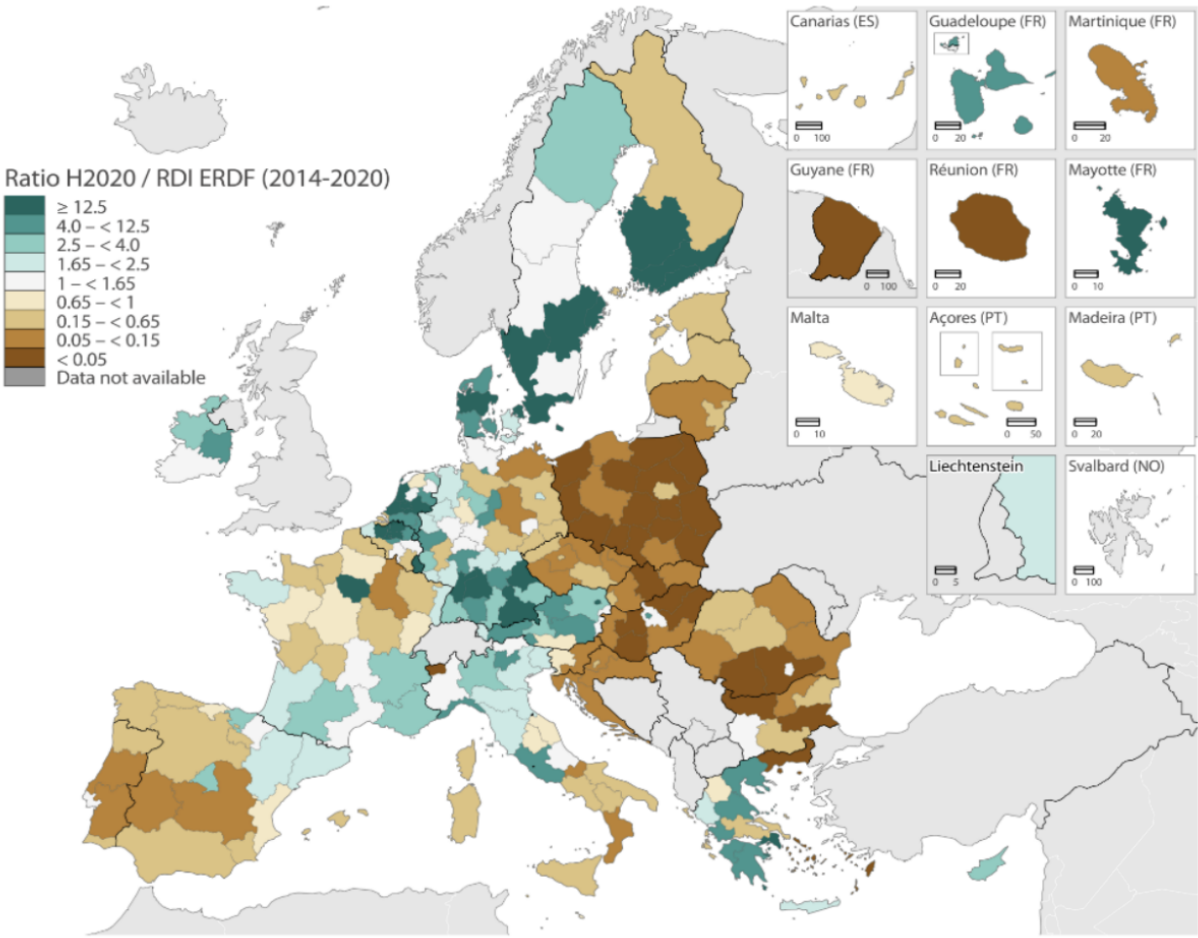 Ratio H2020 / RDI ERDF (2014-2020)
≥ 12.5
4.0 – < 12.5
2.5 – < 4.0
1.65 – < 2.5
1 – < 1.65
0.65 – < 1
0.15 – < 0.65
0.05 – < 0.15
< 0.05
Data not available
Canarias (ES)
0 100
Guadeloupe (FR)
0 20
Martinique (FR)
0 20
Guyane (FR)
0 100
Réunion (FR)
0 20
Mayotte (FR)
0 10
Malta
0 10
Açores (PT)
0 50
Madeira (PT)
0 20
Liechtenstein
0 5
Svalbard (NO)
0 100